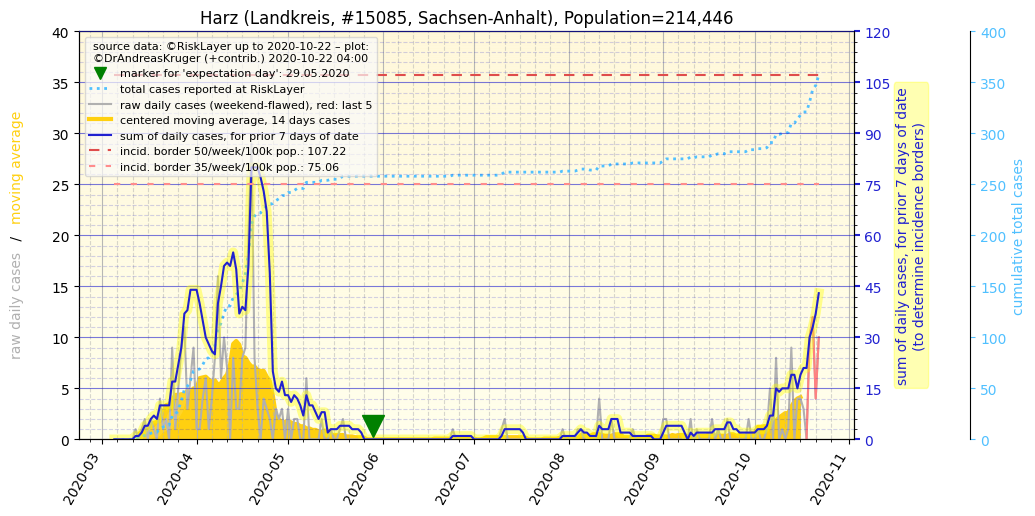 Harz (Landkreis, #15085, Sachsen-Anhalt), Population=214,446
source data: ©RiskLayer up to 2020-10-22 – plot:
©DrAndreasKruger (+contrib.) 2020-10-22 04:00
marker for 'expectation day': 29.05.2020
total cases reported at RiskLayer
raw daily cases (weekend-flawed), red: last 5
centered moving average, 14 days cases
sum of daily cases, for prior 7 days of date
incid. border 50/week/100k pop.: 107.22
incid. border 35/week/100k pop.: 75.06
raw daily cases / moving average
40
35
30
25
20
15
10
5
0
2020-03
2020-04
2020-05
2020-06
2020-07
2020-08
2020-09
2020-10
2020-11
120
105
90
75
60
45
30
15
0
sum of daily cases, for prior 7 days of date
(to determine incidence borders)
400
350
300
250
200
150
100
50
0
cumulative total cases